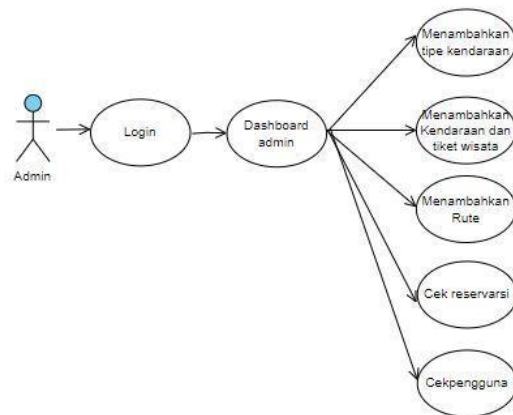 Admin
Login
Dashboard
admin
Menambahkan
tipe kendaraan
Menambahkan
Kendaraan dan
tiket wisata
Menambahkan
Rute
Cek reservarsi
Cekpengguna